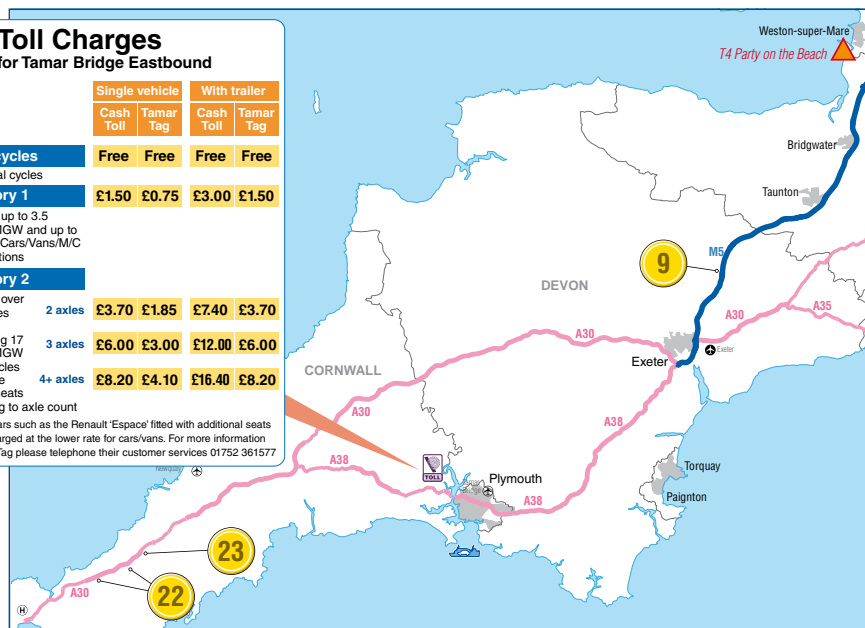 Toll Charges
for Tamar Bridge Eastbound
Single vehicle With trailer
Cash Toll Tamar Tag Cash Toll Tamar Tag
ycles Free Free Free Free
al cycles
ory 1 £1.50 £0.75 £3.00 £1.50
up to 3.5
MGW and up to
Cars/Vans/M/C
tions
ory 2
over
es 2 axles £3.70 £1.85 £7.40 £3.70
g 17 3 axles £6.00 £3.00 £12.00 £6.00
MGW
cles
e 4+ axles £8.20 £4.10 £16.40 £8.20
seats
g to axle count
ars such as the Renault ‘Espace’ fitted with additional seats
arged at the lower rate for cars/vans. For more information
Tag please telephone their customer services 01752 361577
Weston-super-Mare
T4 Party on the Beach
Bridgwater
Taunton
M5
9
DEVON
A30
A35
A30
Exeter
Exeter
CORNWALL
A30
A38
A38
TOLL
Plymouth
A38
Torquay
Paignton
Newquay
23
22
A30
H